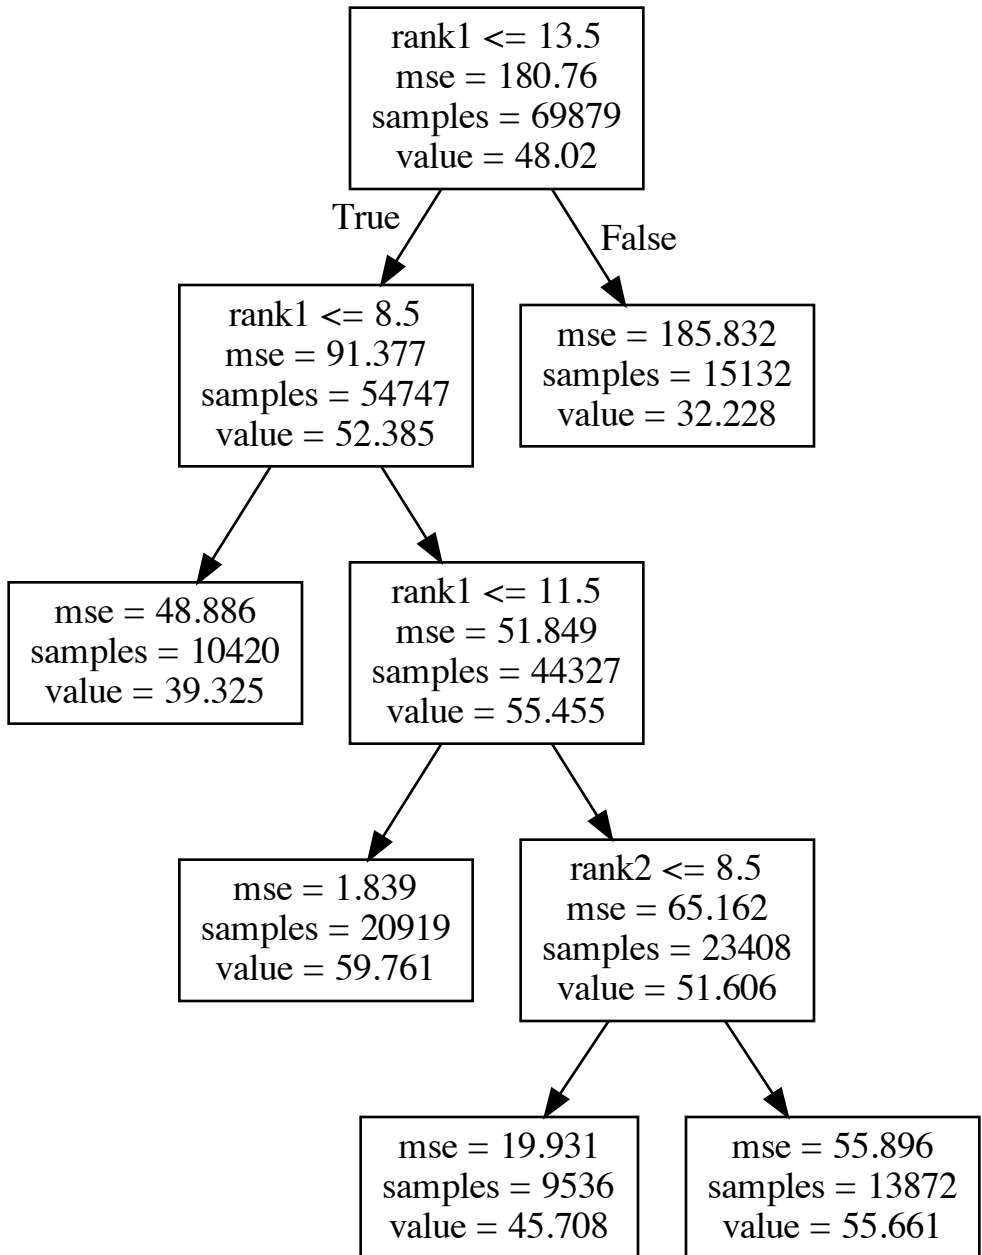 rank1 <= 13.5
mse = 180.76
samples = 69879
value = 48.02
True
False
rank1 <= 8.5
mse = 91.377
samples = 54747
value = 52.385
mse = 185.832
samples = 15132
value = 32.228
mse = 48.886
samples = 10420
value = 39.325
rank1 <= 11.5
mse = 51.849
samples = 44327
value = 55.455
mse = 1.839
samples = 20919
value = 59.761
rank2 <= 8.5
mse = 65.162
samples = 23408
value = 51.606
mse = 19.931
samples = 9536
value = 45.708
mse = 55.896
samples = 13872
value = 55.661